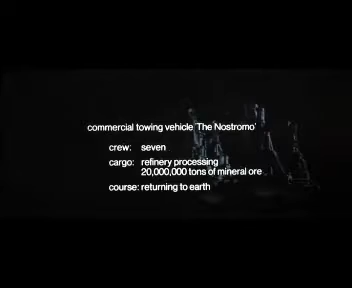 commercial towing vehicle 'The Nostromo'
crew: seven
cargo: refinery processing
20,000,000 tons of mineral ore
course: returning to earth